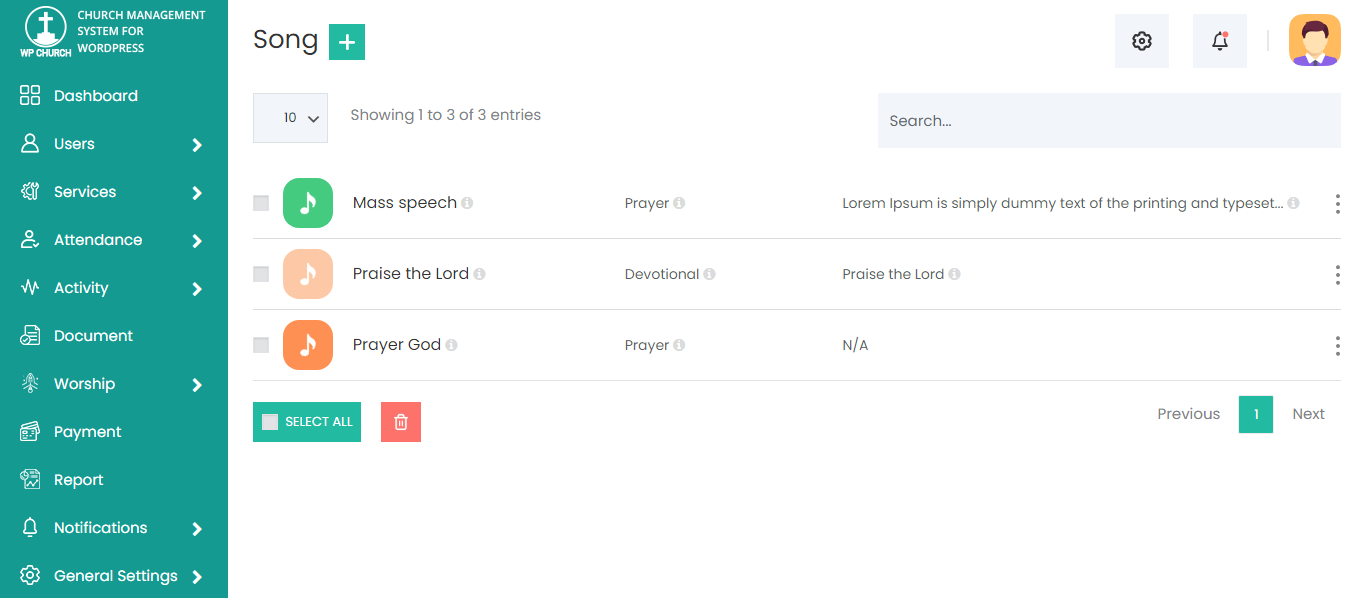 WP CHURCH
CHURCH MANAGEMENT
SYSTEM FOR
WORDPRESS
Dashboard
Users
Services
Attendance
Activity
Document
Worship
Payment
Report
Notifications
General Settings
Song +
10
Showing 1 to 3 of 3 entries
Search...
Mass speech Prayer Lorem Ipsum is simply dummy text of the printing and typeset...
Praise the Lord Devotional Praise the Lord
Prayer God Prayer N/A
SELECT ALL
Previous 1 Next